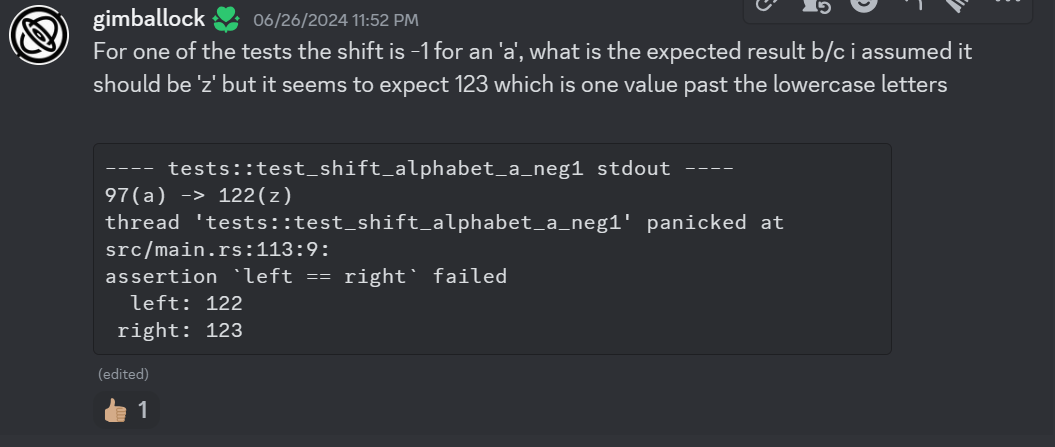 gimballock 06/26/2024 11:52 PM
For one of the tests the shift is -1 for an 'a', what is the expected result b/c i assumed it
should be 'z' but it seems to expect 123 which is one value past the lowercase letters
---- tests::test_shift_alphabet_a_neg1 stdout ----
97(a) -> 122(z)
thread 'tests::test_shift_alphabet_a_neg1' panicked at
src/main.rs:113:9:
assertion `left == right` failed
left: 122
right: 123
(edited)
1